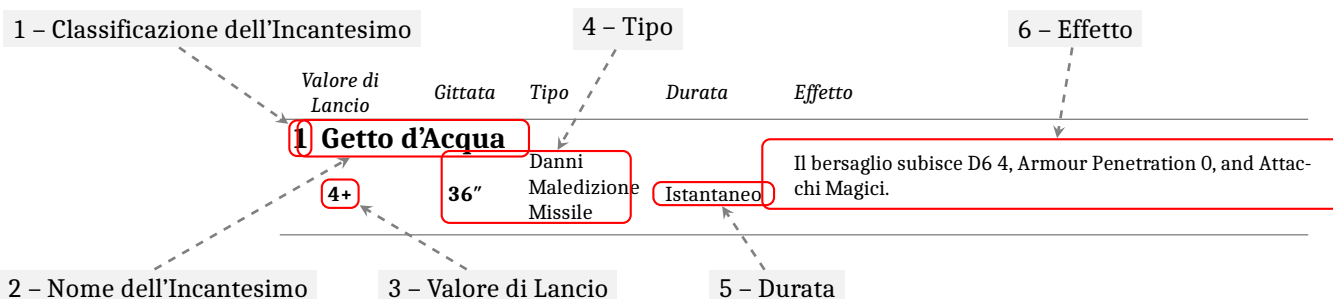 1 – Classificazione dell'Incantesimo
4 – Tipo
6 – Effetto
Valore di
Lancio
Gittata
Tipo
Durata
Effetto
1 Getto d'Acqua
4+
36″
Danni
Maledizione
Missile
Istantaneo
Il bersaglio subisce D6 4, Armour Penetration 0, and Attac-
chi Magici.
2 – Nome dell'Incantesimo
3 – Valore di Lancio
5 – Durata